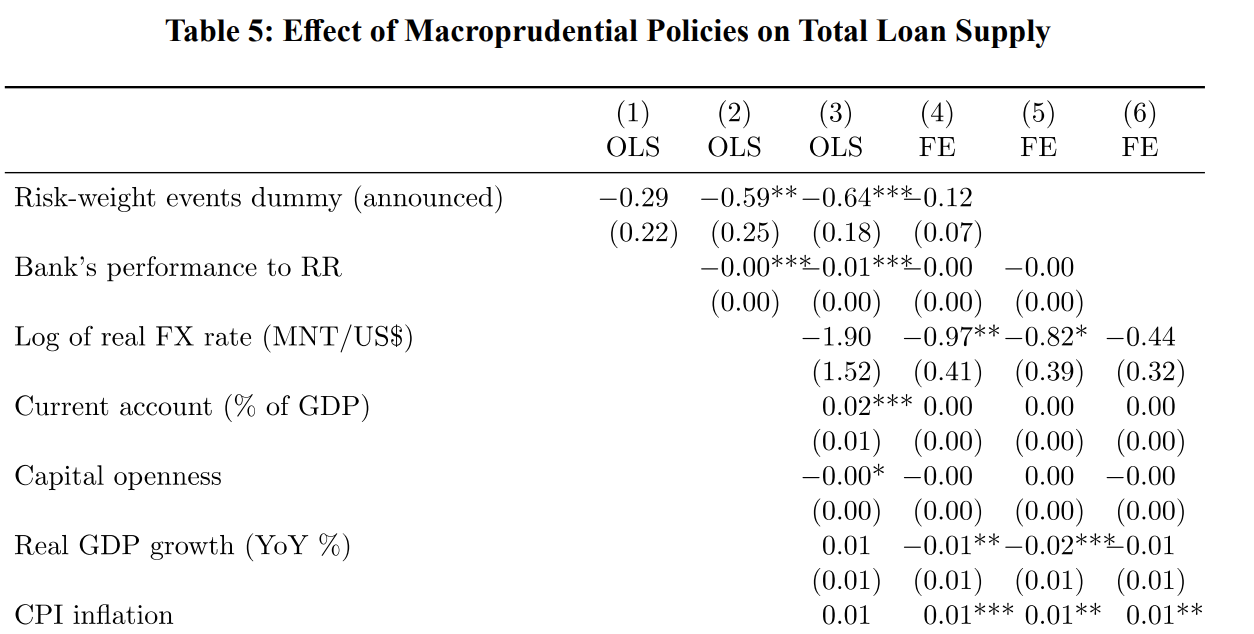 Table 5: Effect of Macroprudential Policies on Total Loan Supply
(1) (2) (3) (4) (5) (6)
OLS OLS OLS FE FE FE
Risk-weight events dummy (announced) −0.29 −0.59** −0.64*** −0.12
(0.22) (0.25) (0.18) (0.07)
Bank's performance to RR −0.00*** −0.01*** −0.00 −0.00
(0.00) (0.00) (0.00) (0.00)
Log of real FX rate (MNT/US$) −1.90 −0.97** −0.82* −0.44
(1.52) (0.41) (0.39) (0.32)
Current account (% of GDP) 0.02*** 0.00 0.00 0.00
(0.01) (0.00) (0.00) (0.00)
Capital openness −0.00* −0.00 0.00 −0.00
(0.00) (0.00) (0.00) (0.00)
Real GDP growth (YoY %) 0.01 −0.01** −0.02*** −0.01
(0.01) (0.01) (0.01) (0.01)
CPI inflation 0.01 0.01*** 0.01** 0.01**